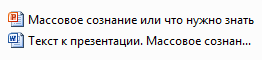 Массовое сознание или что нужно знать
Текст к презентации. Массовое сознан...